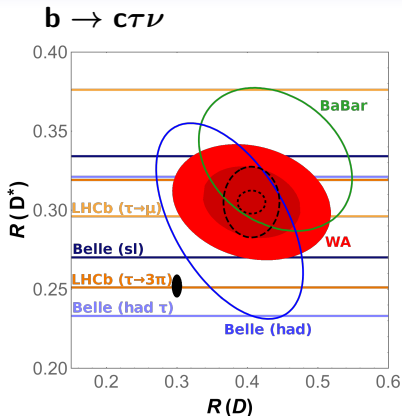 b → cτν
0.40
BaBar
0.35
R(D*)
0.30
LHCb (τ→μ)
WA
Belle (sl)
LHCb (τ→3π)
0.25
Belle (had τ)
Belle (had)
0.20
0.2 0.3 0.4 0.5 0.6
R(D)